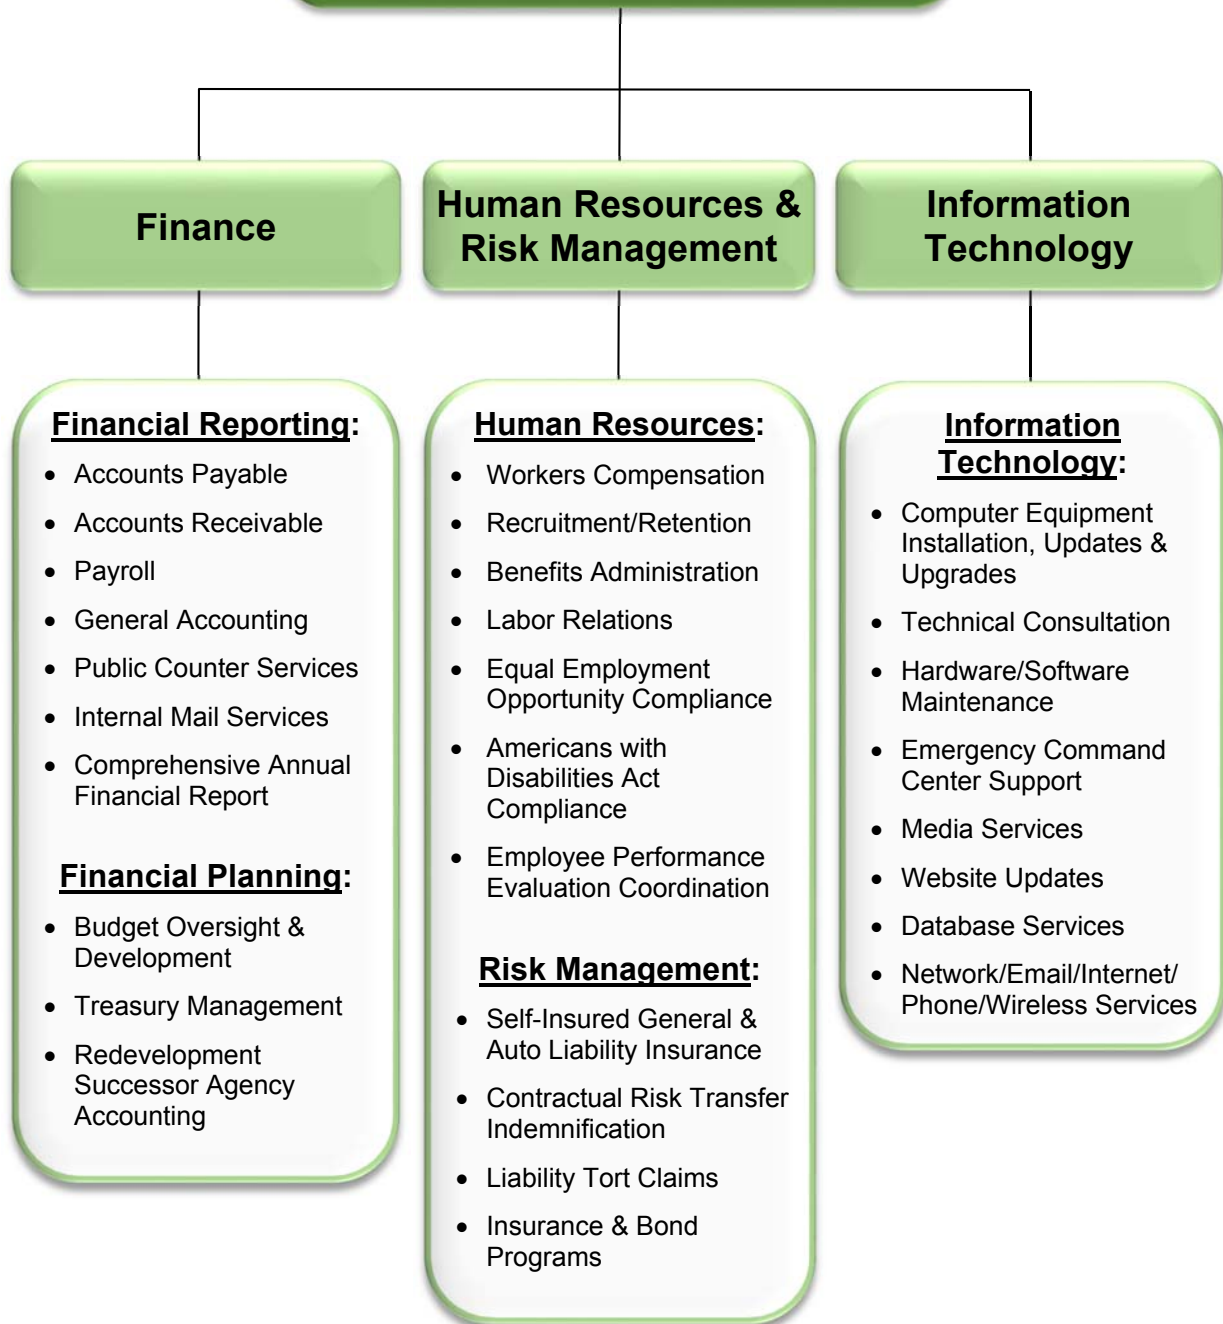 Finance
Human Resources &
Risk Management
Information
Technology
Financial Reporting:
• Accounts Payable
• Accounts Receivable
• Payroll
• General Accounting
• Public Counter Services
• Internal Mail Services
• Comprehensive Annual
Financial Report
Financial Planning:
• Budget Oversight &
Development
• Treasury Management
• Redevelopment
Successor Agency
Accounting
Human Resources:
• Workers Compensation
• Recruitment/Retention
• Benefits Administration
• Labor Relations
• Equal Employment
Opportunity Compliance
• Americans with
Disabilities Act
Compliance
• Employee Performance
Evaluation Coordination
Risk Management:
• Self-Insured General &
Auto Liability Insurance
• Contractual Risk Transfer
Indemnification
• Liability Tort Claims
• Insurance & Bond
Programs
Information
Technology:
• Computer Equipment
Installation, Updates &
Upgrades
• Technical Consultation
• Hardware/Software
Maintenance
• Emergency Command
Center Support
• Media Services
• Website Updates
• Database Services
• Network/Email/Internet/
Phone/Wireless Services